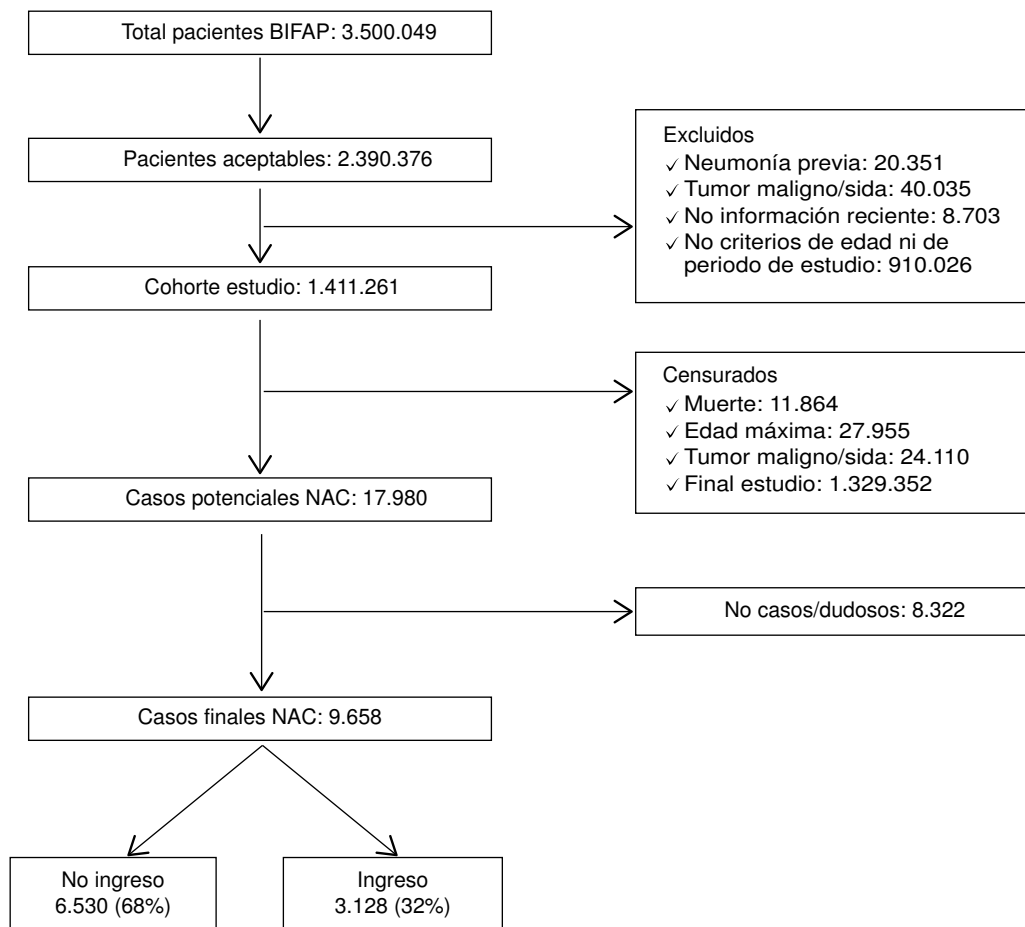 Total pacientes BIFAP: 3.500.049
Pacientes aceptables: 2.390.376
Excluidos
✓ Neumonía previa: 20.351
✓ Tumor maligno/sida: 40.035
✓ No información reciente: 8.703
✓ No criterios de edad ni de
periodo de estudio: 910.026
Cohorte estudio: 1.411.261
Censurados
✓ Muerte: 11.864
✓ Edad máxima: 27.955
✓ Tumor maligno/sida: 24.110
✓ Final estudio: 1.329.352
Casos potenciales NAC: 17.980
No casos/dudosos: 8.322
Casos finales NAC: 9.658
No ingreso
6.530 (68%)
Ingreso
3.128 (32%)